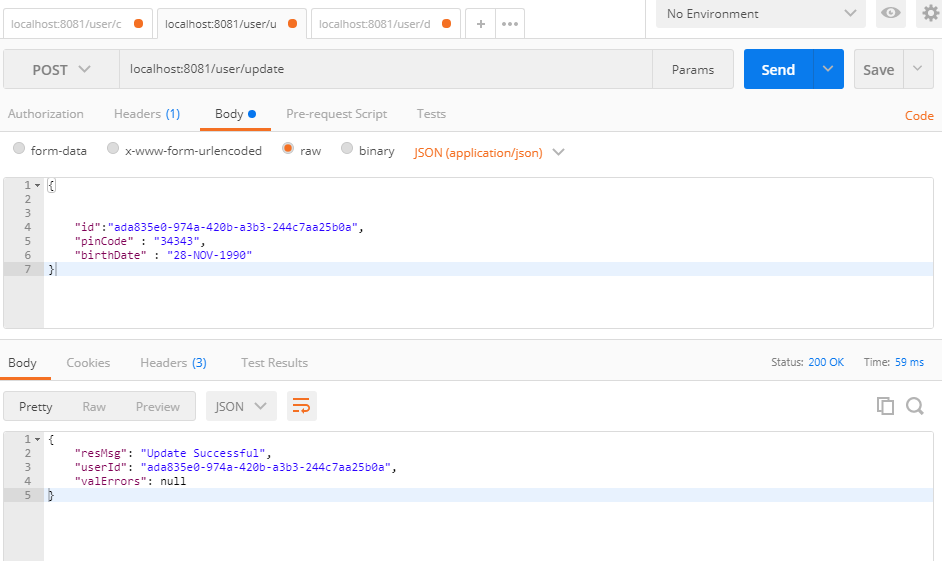 localhost:8081/user/c localhost:8081/user/u localhost:8081/user/d + ••• No Environment
POST localhost:8081/user/update Params Send Save
Authorization Headers (1) Body Pre-request Script Tests Code
form-data x-www-form-urlencoded raw binary JSON (application/json)
1 {
2
3
4 "id":"ada835e0-974a-420b-a3b3-244c7aa25b0a",
5 "pinCode" : "34343",
6 "birthDate" : "28-NOV-1990"
7 }
Body Cookies Headers (3) Test Results Status: 200 OK Time: 59 ms
Pretty Raw Preview JSON
1 {
2 "resMsg": "Update Successful",
3 "userId": "ada835e0-974a-420b-a3b3-244c7aa25b0a",
4 "valErrors": null
5 }